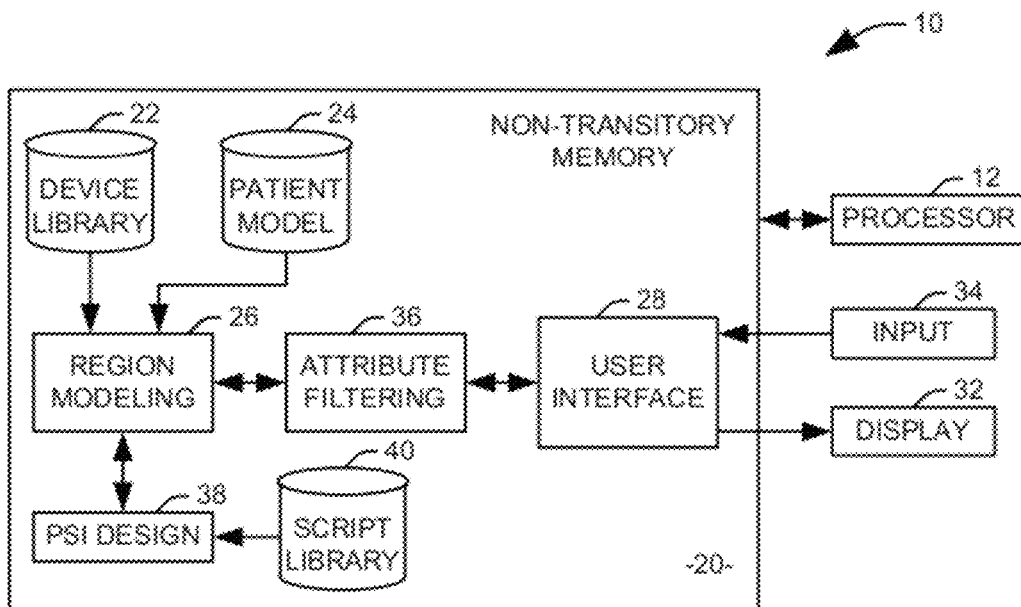 10
22
24
NON-TRANSITORY
MEMORY
DEVICE
LIBRARY
PATIENT
MODEL
12
PROCESSOR
26
36
28
34
REGION
MODELING
ATTRIBUTE
FILTERING
USER
INTERFACE
INPUT
32
DISPLAY
40
38
PSI DESIGN
SCRIPT
LIBRARY
-20-